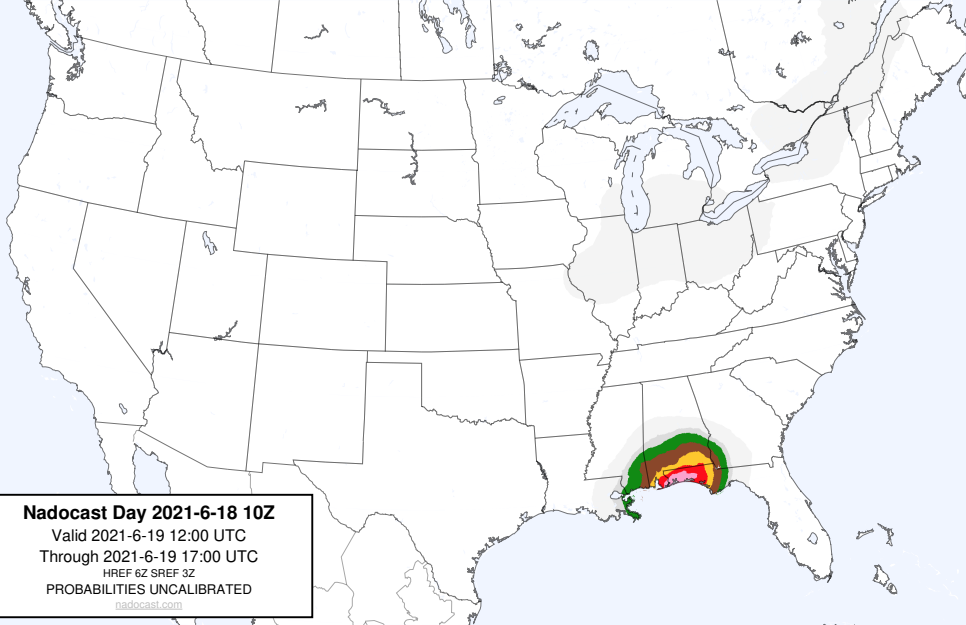 Nadocast Day 2021-6-18 10Z
Valid 2021-6-19 12:00 UTC
Through 2021-6-19 17:00 UTC
HREF 6Z SREF 3Z
PROBABILITIES UNCALIBRATED
nadocast.com